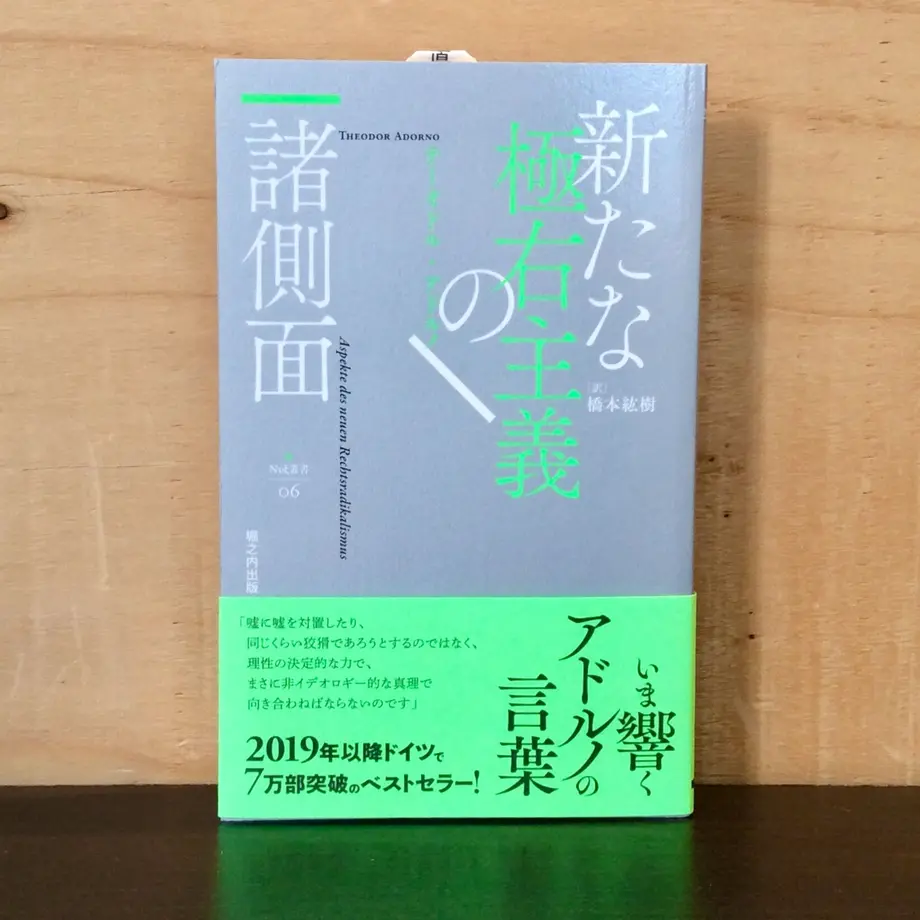 新たな
極右主義
の
諸側面
THEODOR ADORNO
テーオドール・アドルノ
Aspekte des neuen Rechtsradikalismus
［訳］
橋本紘樹
Nyx叢書
06
堀之内出版
いま響く
アドルノの
言葉
「嘘に嘘を対置したり、
同じくらい狡猾であろうとするのではなく、
理性の決定的な力で、
まさに非イデオロギー的な真理で
向き合わねばならないのです」
2019年以降ドイツで
7万部突破のベストセラー!